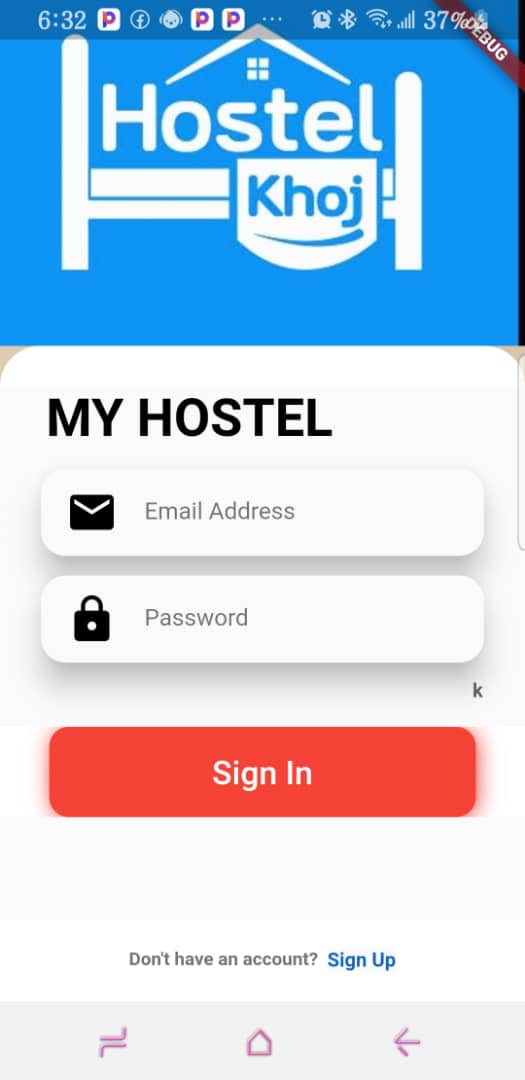 6:32
37%
DEBUG
Hostel
Khoj
MY HOSTEL
Email Address
Password
k
Sign In
Don't have an account? Sign Up